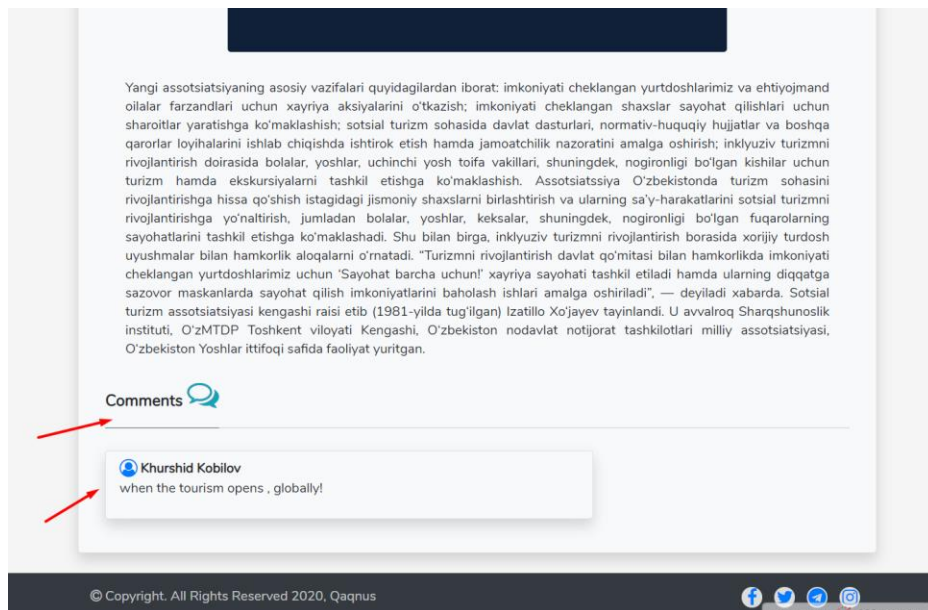 Yangi assotsiatsiyaning asosiy vazifalari quyidagilardan iborat: imkoniyati cheklangan yurtdoshlarimiz va ehtiyojmand
oilalar farzandlari uchun xayriya aksiyalarini o'tkazish; imkoniyati cheklangan shaxslar sayohat qilishlari uchun
sharoitlar yaratishga ko'maklashish; sotsial turizm sohasida davlat dasturlari, normativ-huquqiy hujjatlar va boshqa
qarorlar loyihalarini ishlab chiqishda ishtirok etish hamda jamoatchilik nazoratini amalga oshirish; inklyuziv turizmni
rivojlantirish doirasida bolalar, yoshlar, uchinchi yosh toifa vakillari, shuningdek, nogironligi bo'lgan kishilar uchun
turizm hamda ekskursiyalarni tashkil etishga ko'maklashish. Assotsiatssiya O'zbekistonda turizm sohasini
rivojlantirishga hissa qo'shish istagidagi jismoniy shaxslarni birlashtirish va ularning sa'y-harakatlarini sotsial turizmni
rivojlantirishga yo'naltirish, jumladan bolalar, yoshlar, keksalar, shuningdek, nogironligi bo'lgan fuqarolarning
sayohatlarini tashkil etishga ko'maklashadi. Shu bilan birga, inklyuziv turizmni rivojlantirish borasida xorijiy turdosh
uyushmalar bilan hamkorlik aloqalarni o'rnatadi. “Turizmni rivojlantirish davlat qo'mitasi bilan hamkorlikda imkoniyati
cheklangan yurtdoshlarimiz uchun ‘Sayohat barcha uchun!’ xayriya sayohati tashkil etiladi hamda ularning diqqatga
sazovor maskanlarda sayohat qilish imkoniyatlarini baholash ishlari amalga oshiriladi”, — deyiladi xabarda. Sotsial
turizm assotsiatsiyasi kengashi raisi etib (1981-yilda tug'ilgan) Izatillo Xo'jayev tayinlandi. U avvalroq Sharqshunoslik
instituti, O'zMTDP Toshkent viloyati Kengashi, O'zbekiston nodavlat notijorat tashkilotlari milliy assotsiatsiyasi,
O'zbekiston Yoshlar ittifoqi safida faoliyat yuritgan.
Comments
Khurshid Kobilov
when the tourism opens , globally!
© Copyright. All Rights Reserved 2020, Qaqnus